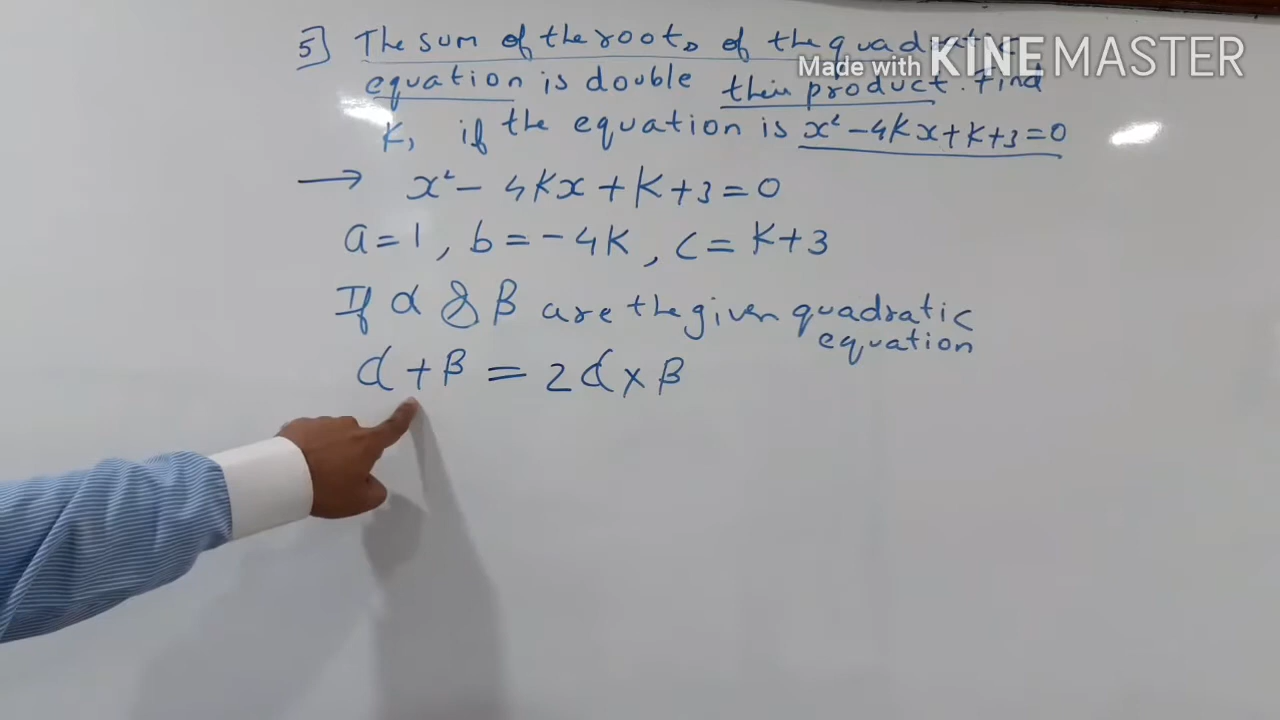 5] The sum of the roots of the quadratic
equation is double their product. Find
K, if the equation is x² - 4Kx + K + 3 = 0
→ x² - 4Kx + K + 3 = 0
a = 1, b = -4K, c = K + 3
If α & β are the given quadratic
equation
α + β = 2α × β
Made with KINEMASTER